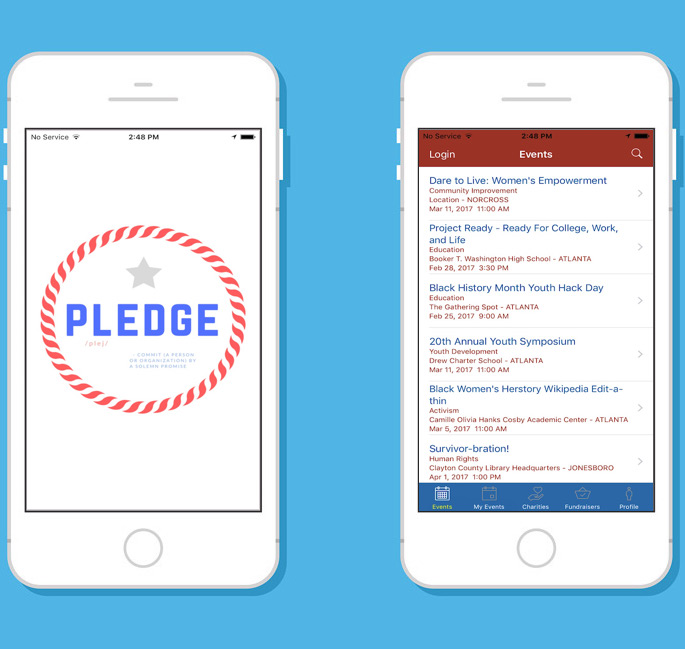 No Service 2:48 PM
PLEDGE
/plej/
- COMMIT (A PERSON
OR ORGANIZATION) BY
A SOLEMN PROMISE
No Service 2:48 PM
Login Events
Dare to Live: Women's Empowerment
Community Improvement
Location - NORCROSS
Mar 11, 2017 11:00 AM
Project Ready - Ready For College, Work,
and Life
Education
Booker T. Washington High School - ATLANTA
Feb 28, 2017 3:30 PM
Black History Month Youth Hack Day
Education
The Gathering Spot - ATLANTA
Feb 25, 2017 9:00 AM
20th Annual Youth Symposium
Youth Development
Drew Charter School - ATLANTA
Mar 11, 2017 11:00 AM
Black Women's Herstory Wikipedia Edit-a-
thin
Activism
Camille Olivia Hanks Cosby Academic Center - ATLANTA
Mar 5, 2017 11:00 AM
Survivor-bration!
Human Rights
Clayton County Library Headquarters - JONESBORO
Apr 1, 2017 1:00 PM
Events My Events Charities Fundraisers Profile